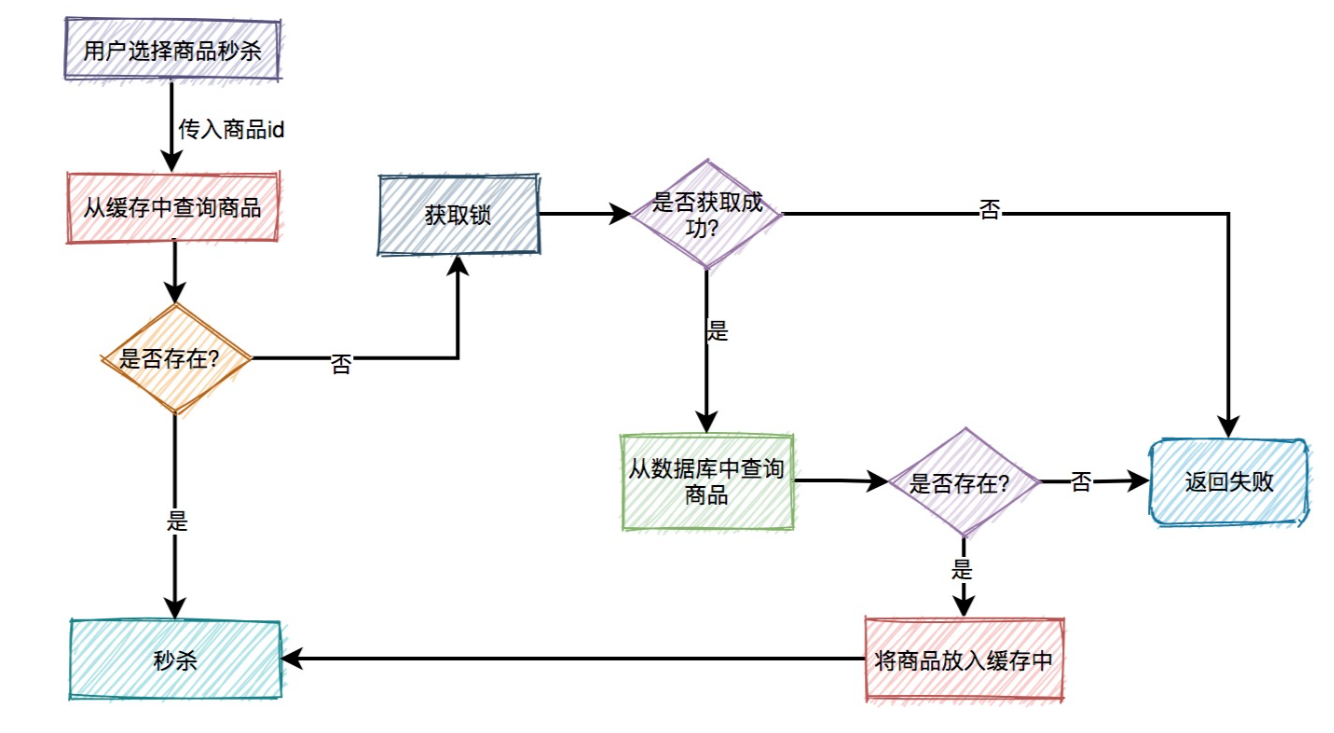 用户选择商品秒杀
传入商品id
从缓存中查询商品
是否存在?
否
获取锁
是否获取成
功?
否
是
从数据库中查询
商品
是否存在?
否
返回失败
是
将商品放入缓存中
是
秒杀